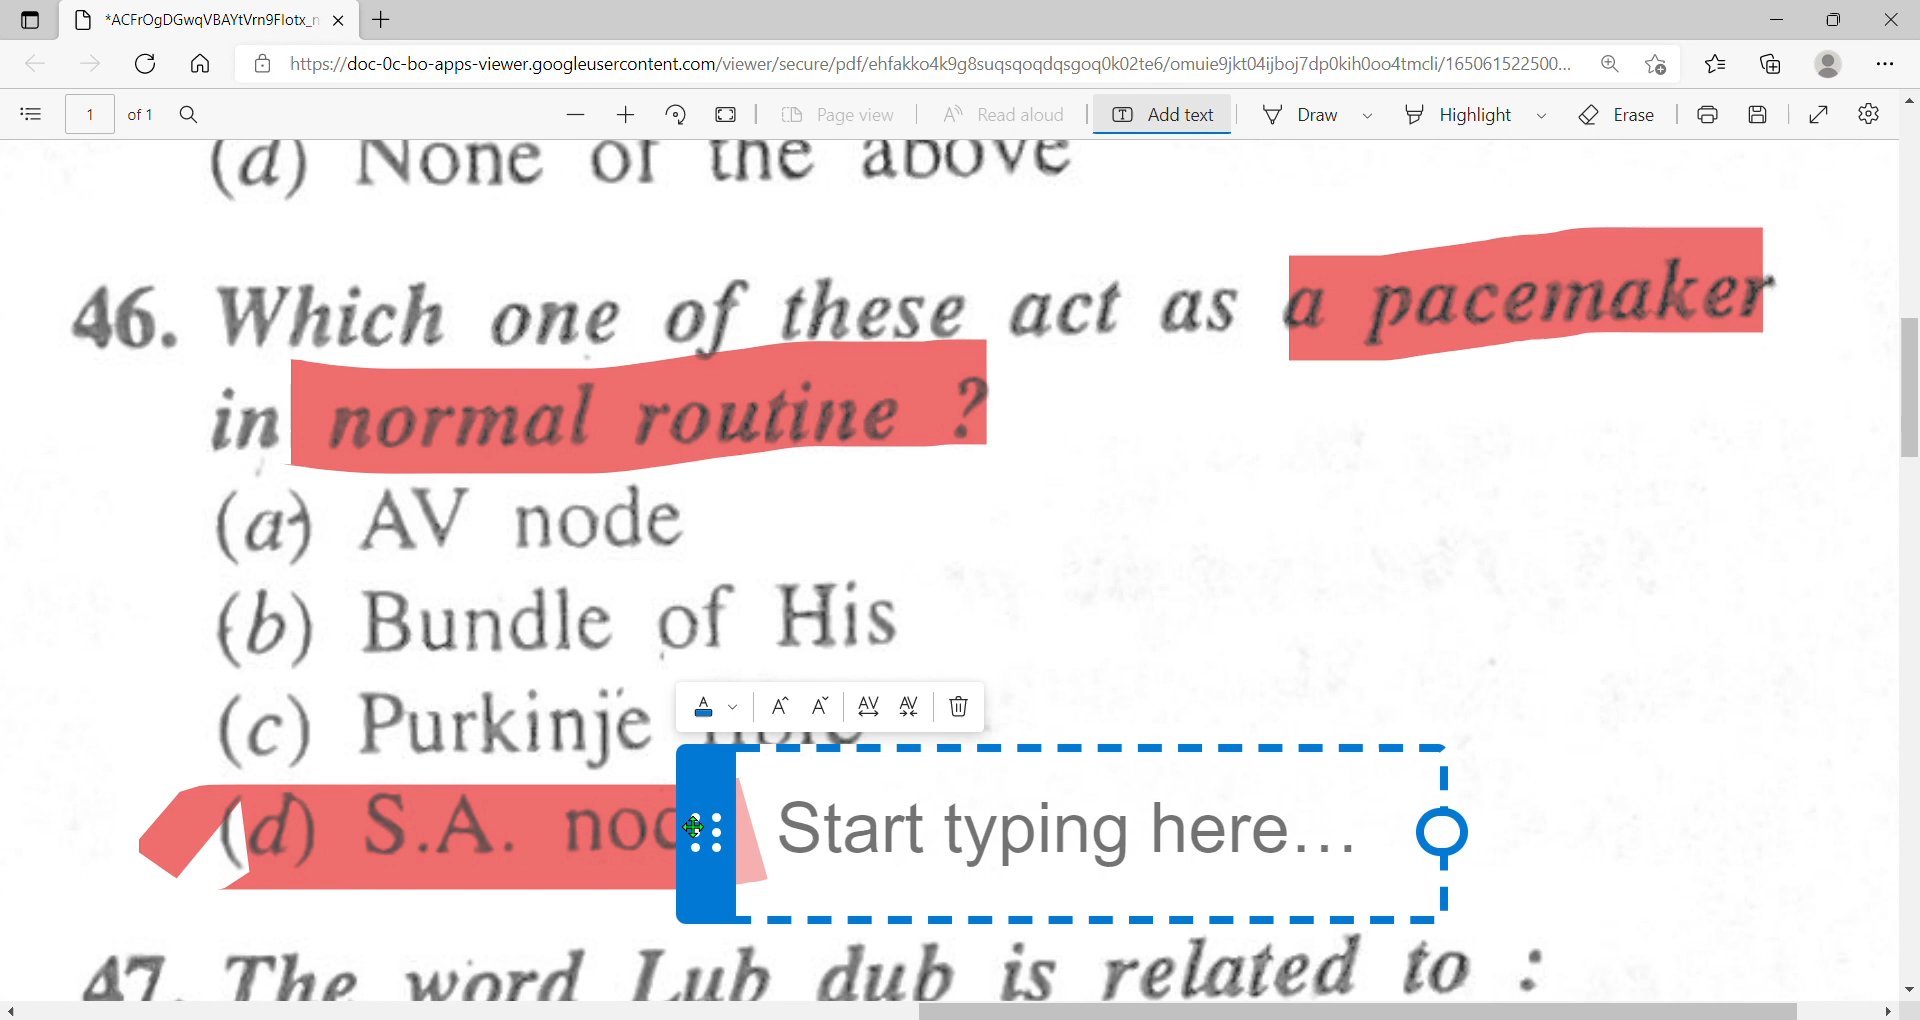 *ACFrOgDGwqVBAYtVrn9Flotx_n
https://doc-0c-bo-apps-viewer.googleusercontent.com/viewer/secure/pdf/ehfakko4k9g8suqsqoqdqsgoq0k02te6/omuie9jkt04ijboj7dp0kih0oo4tmcli/165061522500...
1 of 1 Page view Read aloud Add text Draw Highlight Erase
(d) None of the above
46. Which one of these act as a pacemaker
in normal routine ?
(a) AV node
(b) Bundle of His
(c) Purkinje
(d) S.A.
Start typing here...
47. The word Lub dub is related to :